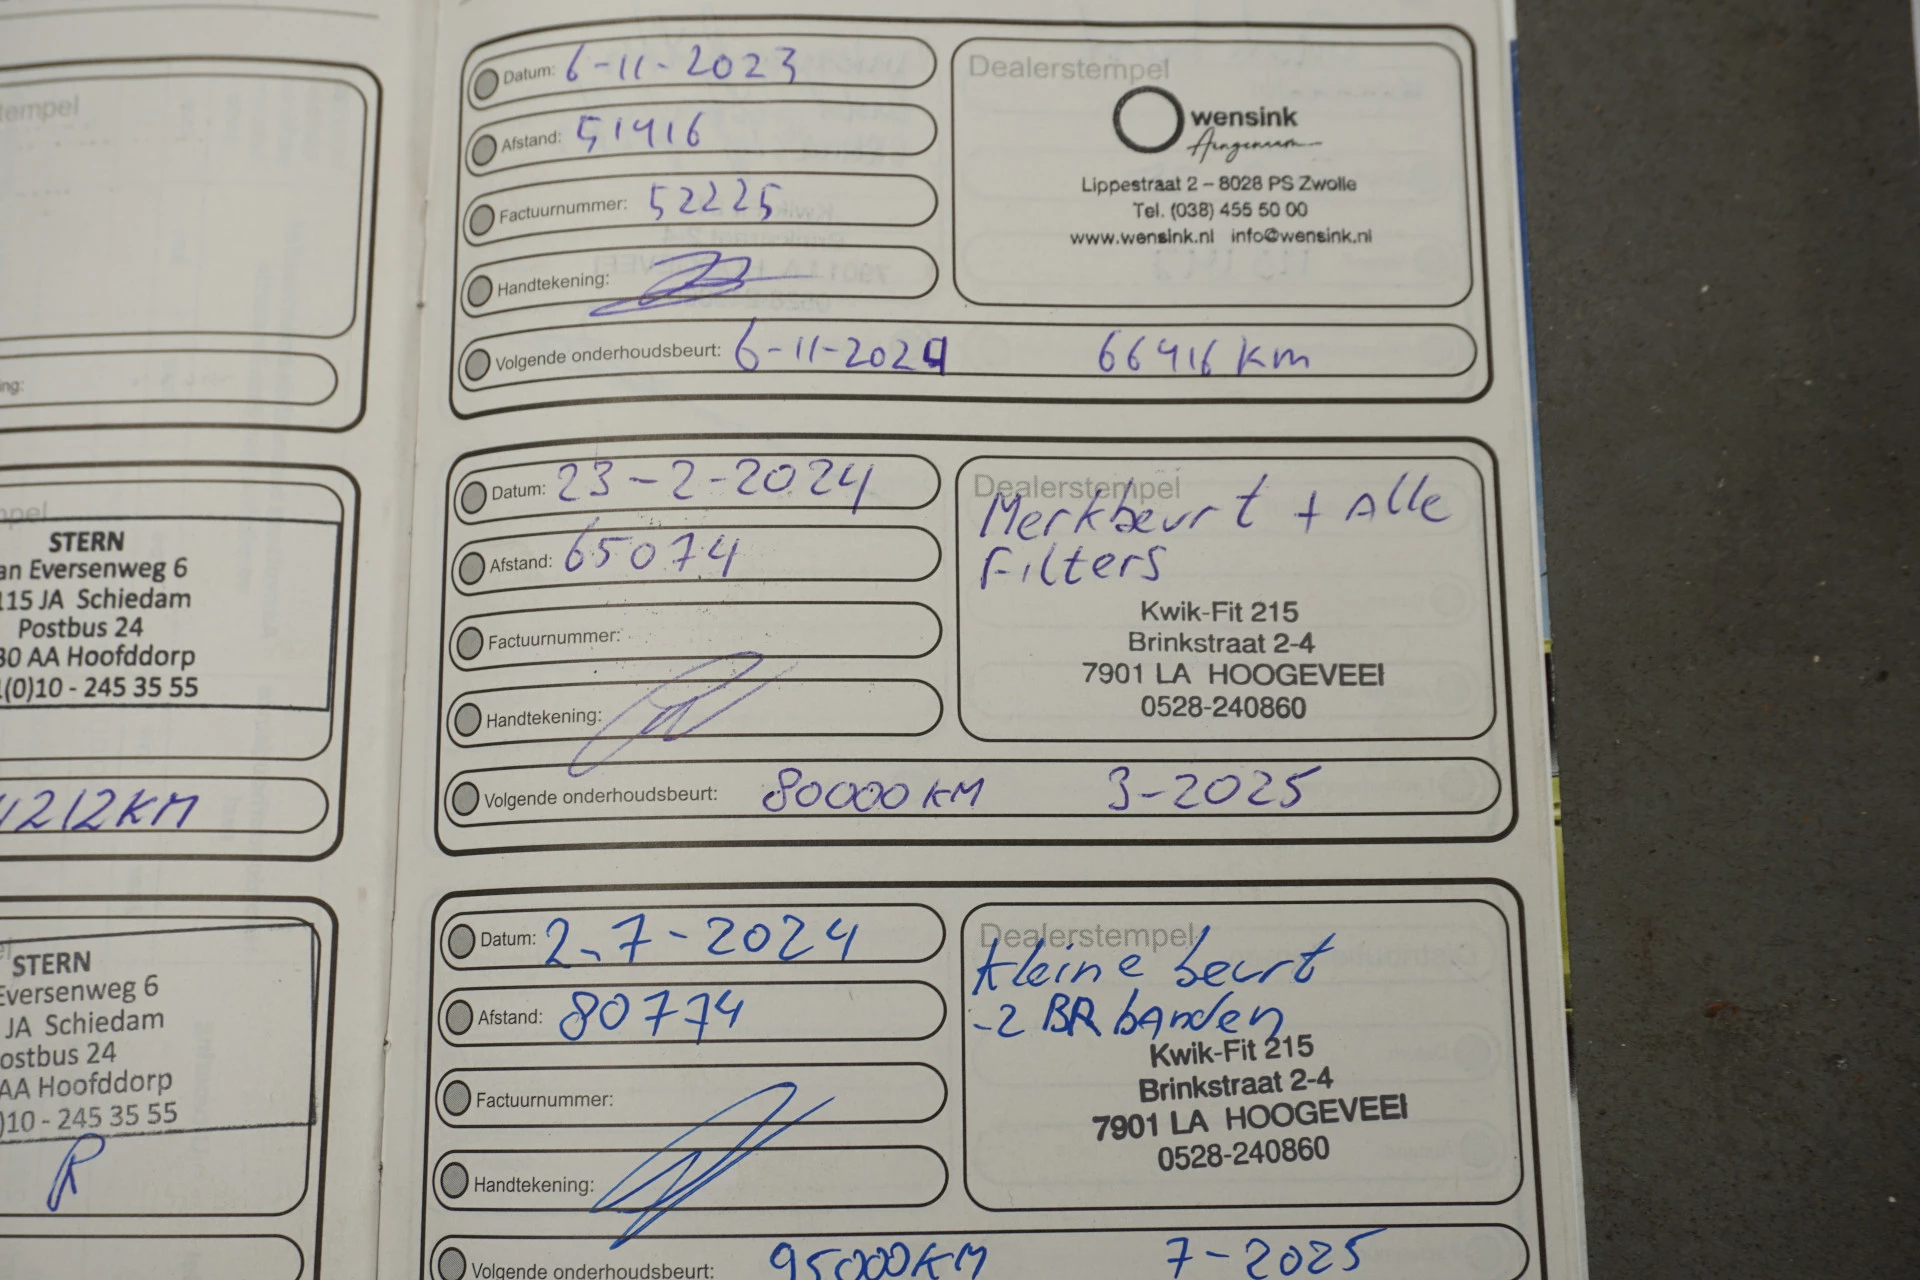 tempel
ning:
pel
STERN
an Eversenweg 6
115 JA Schiedam
Postbus 24
30 AA Hoofddorp
(0)10 - 245 35 55
212KM
STERN
Eversenweg 6
JA Schiedam
ostbus 24
AA Hoofddorp
)10 - 245 35 55
Datum: 6-11-2023
Afstand: 51416
Factuurnummer: 52225
Handtekening:
Dealerstempel
wensink
Lippestraat 2 – 8028 PS Zwolle
Tel. (038) 455 50 00
www.wensink.nl info@wensink.nl
Volgende onderhoudsbeurt: 6-11-2024 66416 km
Datum: 23-2-2024
Afstand: 65074
Factuurnummer:
Handtekening:
Dealerstempel
Merkbeurt + Alle
Filters
Kwik-Fit 215
Brinkstraat 2-4
7901 LA HOOGEVEEI
0528-240860
Volgende onderhoudsbeurt: 80000 KM 3-2025
Datum: 2-7-2024
Afstand: 80774
Factuurnummer:
Handtekening:
Dealerstempel
Kleine beurt
-2 BR banden
Kwik-Fit 215
Brinkstraat 2-4
7901 LA HOOGEVEEI
0528-240860
Volgende onderhoudsbeurt: 95000KM 7-2025